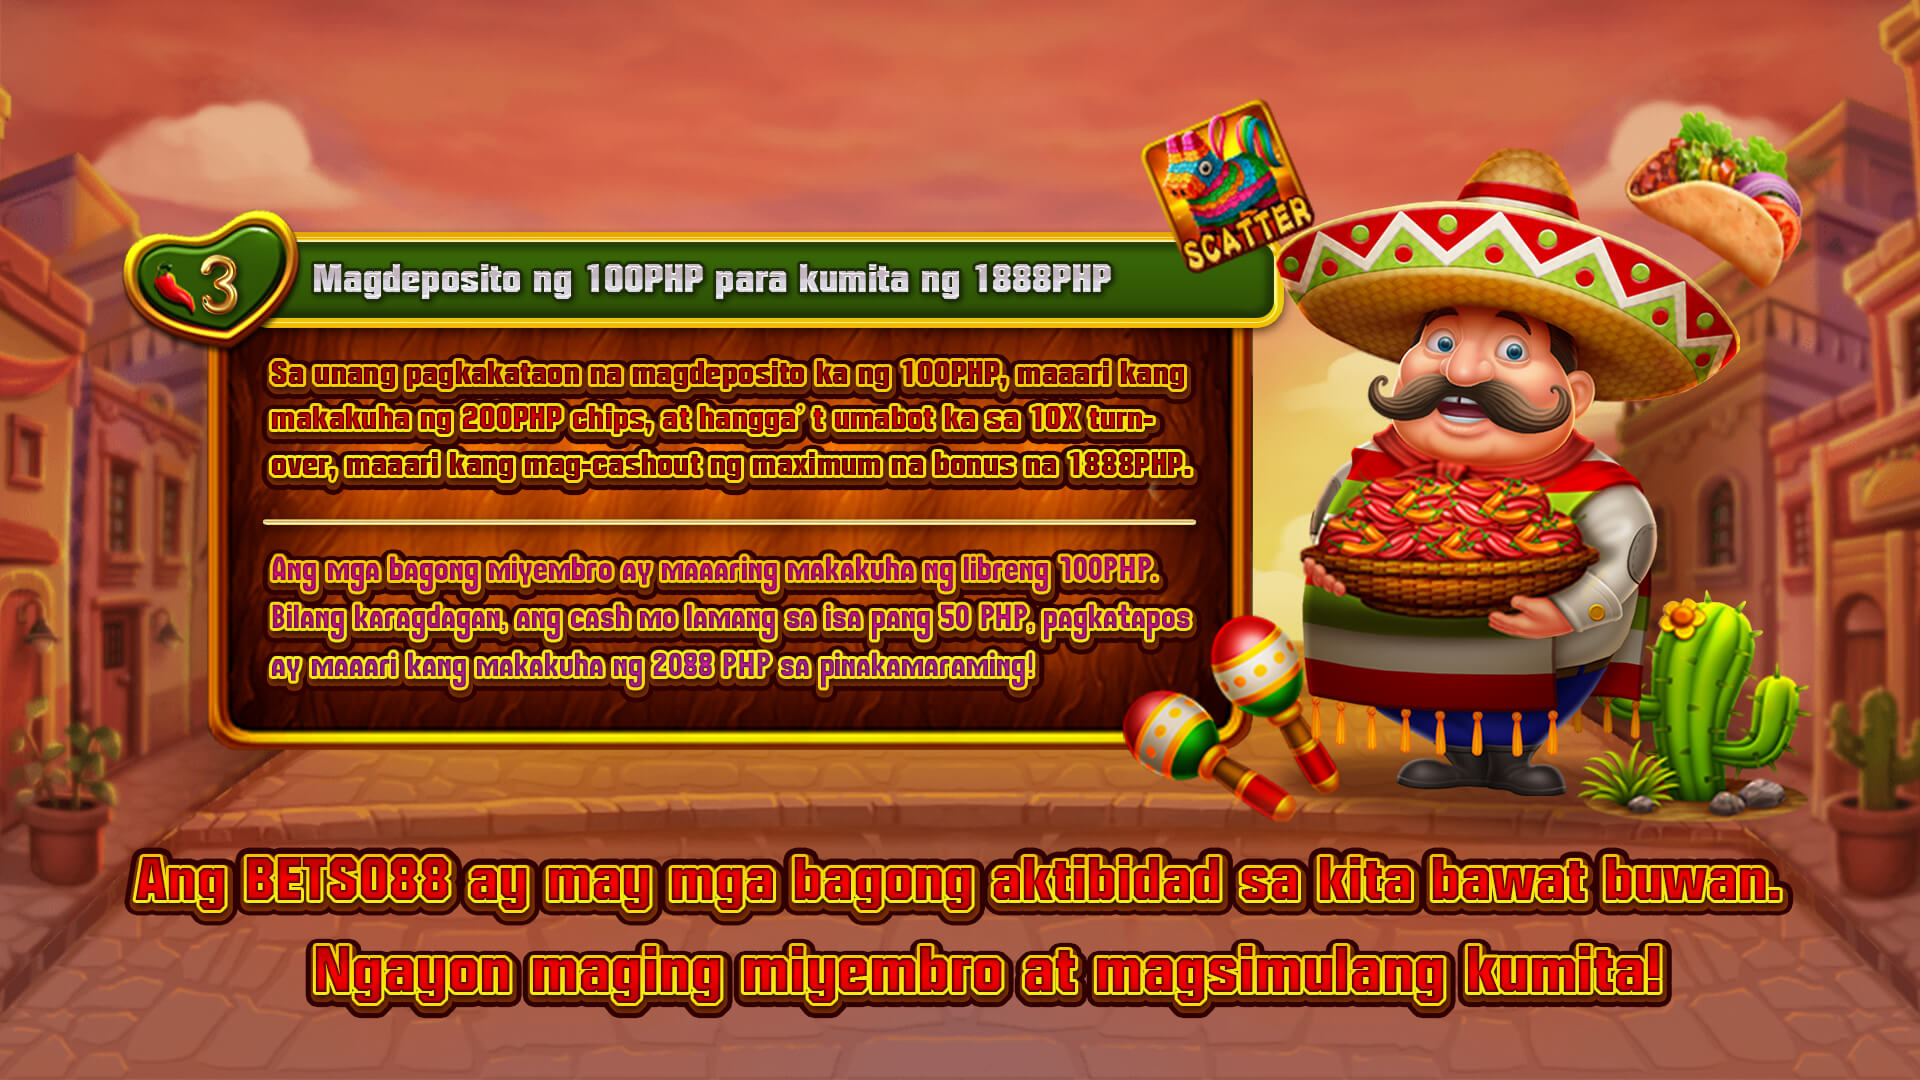 SCATTER
3
Magdeposito ng 100PHP para kumita ng 1888PHP
Sa unang pagkakataon na magdeposito ka ng 100PHP, maaari kang
makakuha ng 200PHP chips, at hangga't umabot ka sa 10X turn-
over, maaari kang mag-cashout ng maximum na bonus na 1888PHP.
Ang mga bagong miyembro ay maaaring makakuha ng libreng 100PHP.
Bilang karagdagan, ang cash mo lamang sa isa pang 50 PHP, pagkatapos
ay maaari kang makakuha ng 2088 PHP sa pinakamaraming!
Ang BETSO88 ay may mga bagong aktibidad sa kita bawat buwan.
Ngayon maging miyembro at magsimulang kumita!